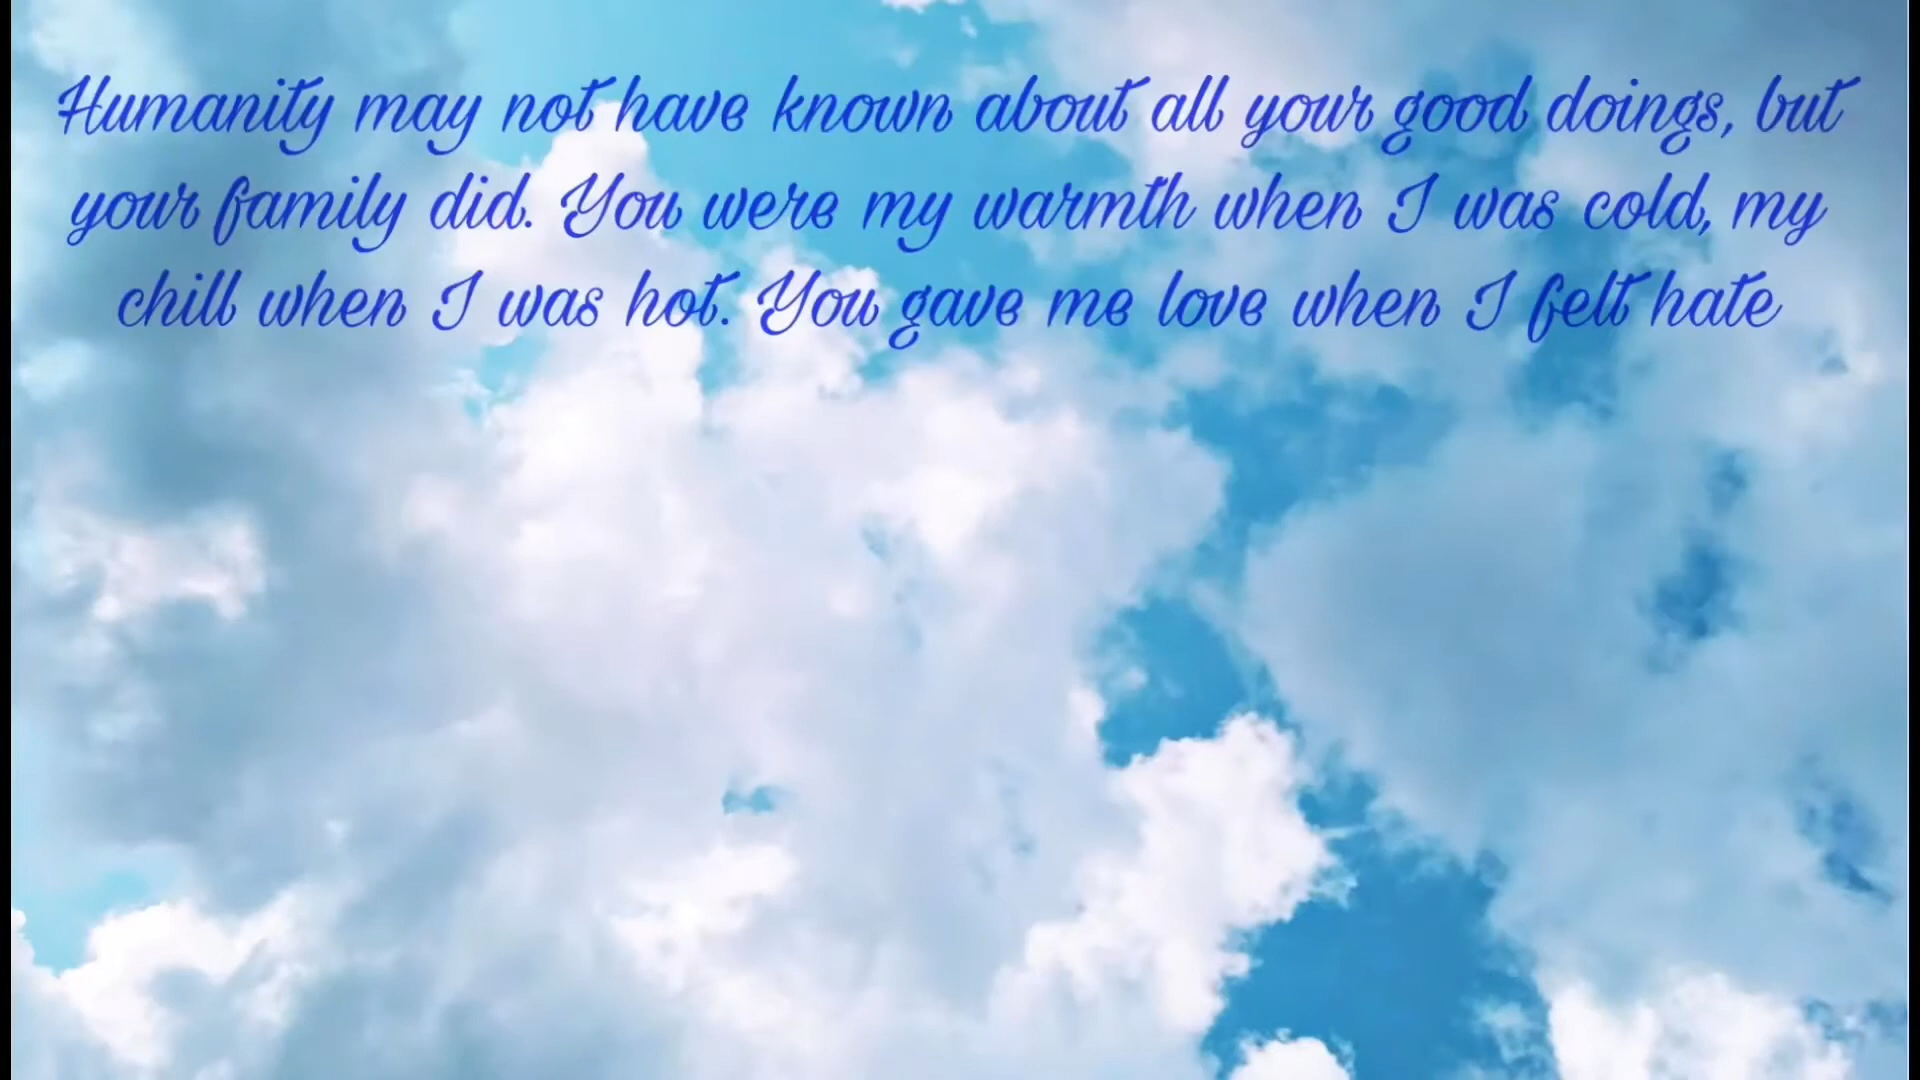 Humanity may not have known about all your good doings, but
your family did. You were my warmth when I was cold, my
chill when I was hot. You gave me love when I felt hate